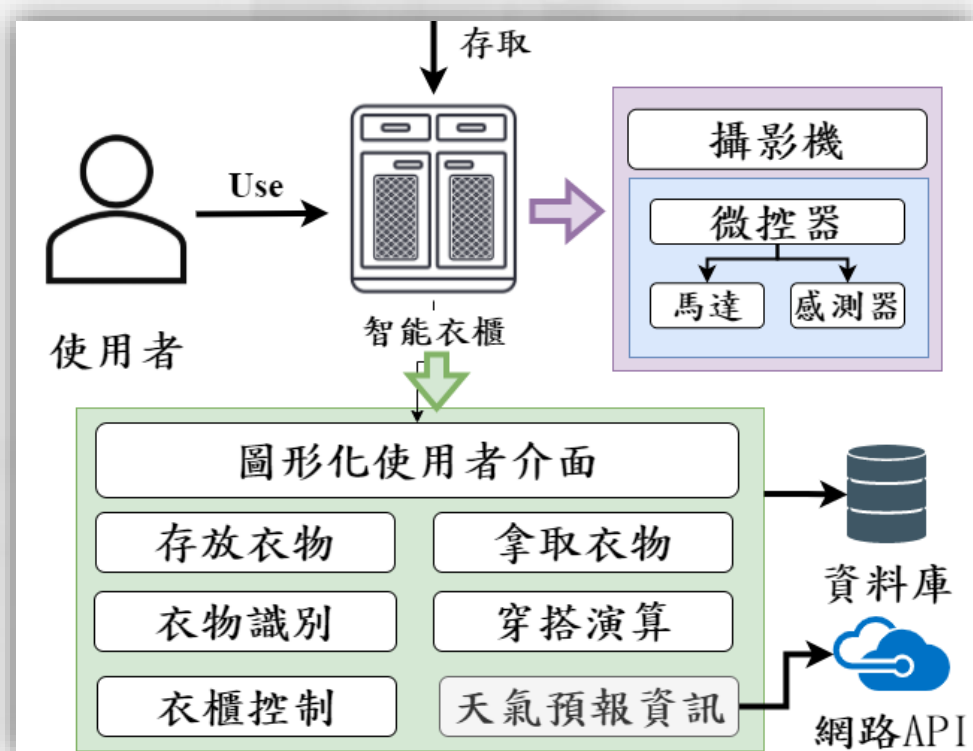 存取
攝影機
Use
微控器
馬達
感測器
智能衣櫃
使用者
圖形化使用者介面
存放衣物
拿取衣物
衣物識別
穿搭演算
衣櫃控制
天氣預報資訊
資料庫
網路API